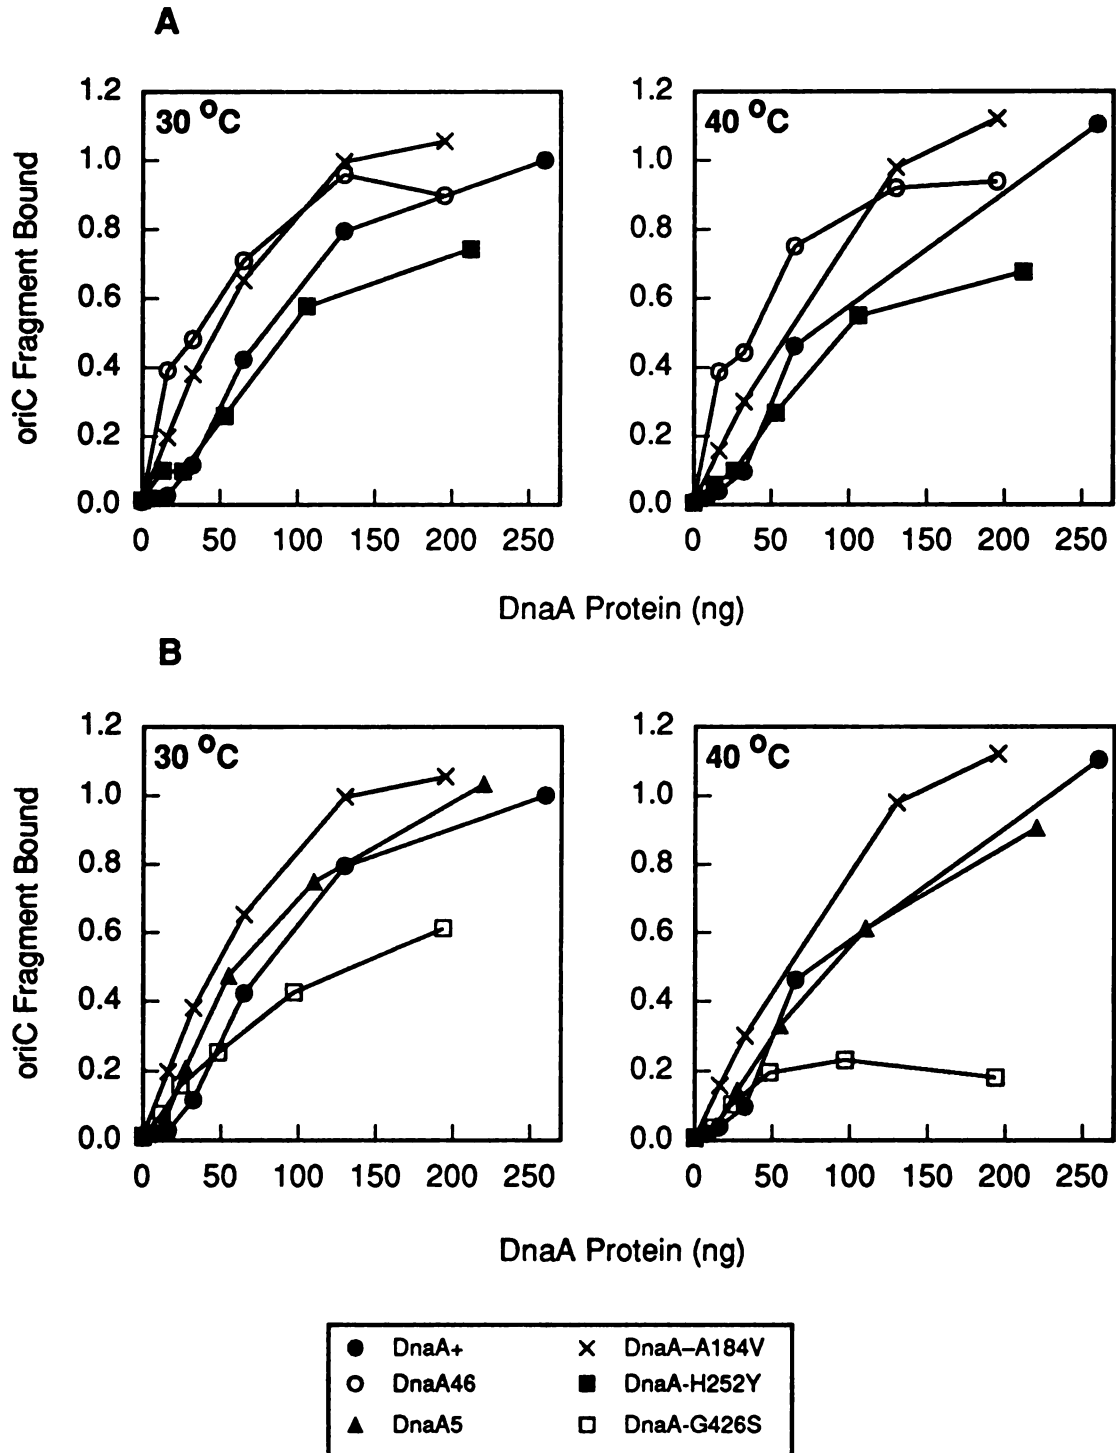 A
oriC Fragment Bound
1.2
1.0
0.8
0.6
0.4
0.2
0.0
30 °C
0 50 100 150 200 250
1.2
1.0
0.8
0.6
0.4
0.2
0.0
40 °C
0 50 100 150 200 250
DnaA Protein (ng)
B
oriC Fragment Bound
1.2
1.0
0.8
0.6
0.4
0.2
0.0
30 °C
0 50 100 150 200 250
1.2
1.0
0.8
0.6
0.4
0.2
0.0
40 °C
0 50 100 150 200 250
DnaA Protein (ng)
DnaA+
DnaA46
DnaA5
DnaA–A184V
DnaA-H252Y
DnaA-G426S